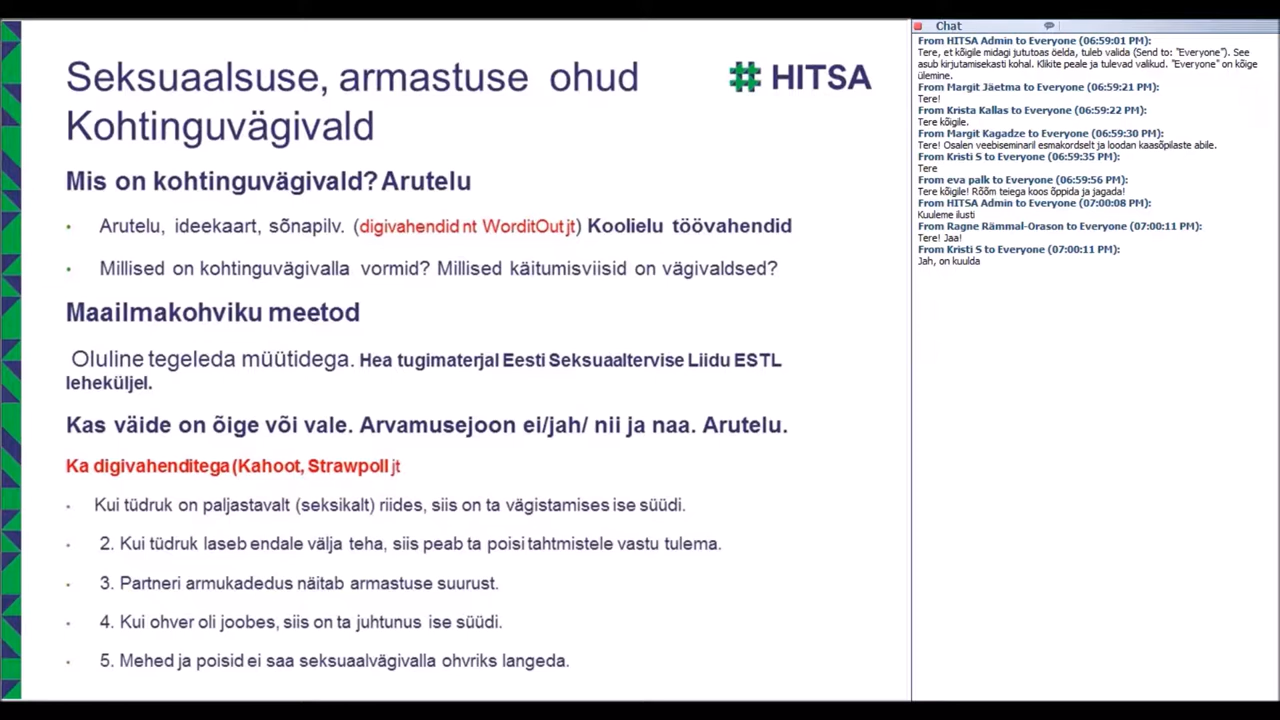 Seksuaalsuse, armastuse ohud
Kohtinguvägivald
# HITSA
Mis on kohtinguvägivald? Arutelu
• Arutelu, ideekaart, sõnapilv. (digivahendid nt WorditOut jt) Koolielu töövahendid
• Millised on kohtinguvägivalla vormid? Millised käitumisviisid on vägivaldsed?
Maailmakohviku meetod
Oluline tegeleda müütidega. Hea tugimaterjal Eesti Seksuaaltervise Liidu ESTL
leheküljel.
Kas väide on õige või vale. Arvamusejoon ei/jah/ nii ja naa. Arutelu.
Ka digivahenditega(Kahoot, Strawpoll jt
• Kui tüdruk on paljastavalt (seksikalt) riides, siis on ta vägistamises ise süüdi.
• 2. Kui tüdruk laseb endale välja teha, siis peab ta poisi tahtmistele vastu tulema.
• 3. Partneri armukadedus näitab armastuse suurust.
• 4. Kui ohver oli joobes, siis on ta juhtunus ise süüdi.
• 5. Mehed ja poisid ei saa seksuaalvägivalla ohvriks langeda.
Chat
From HITSA Admin to Everyone (06:59:01 PM):
Tere, et kõigile midagi jututoas öelda, tuleb valida (Send to: "Everyone"). See
asub kirjutamisekasti kohal. Klikite peale ja tulevad valikud. "Everyone" on kõige
ülemine.
From Margit Jäetma to Everyone (06:59:21 PM):
Tere!
From Krista Kallas to Everyone (06:59:22 PM):
Tere kõigile.
From Margit Kagadze to Everyone (06:59:30 PM):
Tere! Osalen veebiseminaril esmakordselt ja loodan kaasõpilaste abile.
From Kristi S to Everyone (06:59:35 PM):
Tere
From eva palk to Everyone (06:59:56 PM):
Tere kõigile! Rõõm teiega koos õppida ja jagada!
From HITSA Admin to Everyone (07:00:08 PM):
Kuuleme ilusti
From Ragne Rämmal-Orason to Everyone (07:00:11 PM):
Tere! Jaa!
From Kristi S to Everyone (07:00:11 PM):
Jah, on kuulda